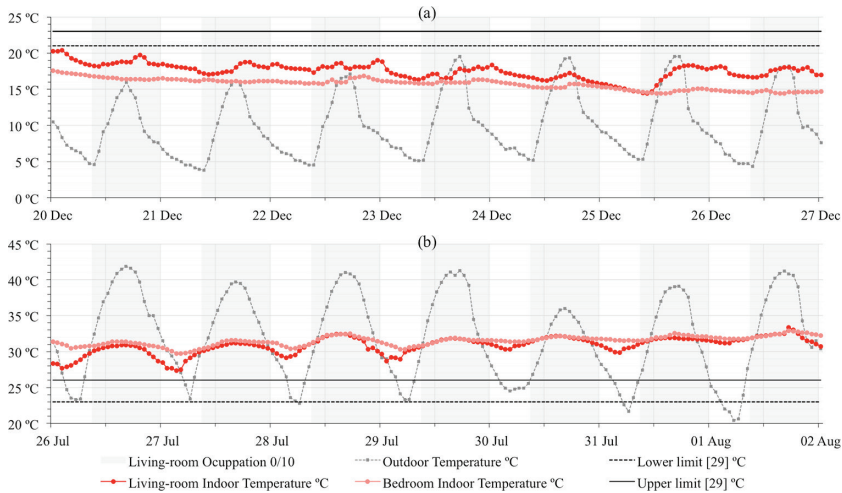 (a)
25 ºC
20 ºC
15 ºC
10 ºC
5 ºC
0 ºC
20 Dec 21 Dec 22 Dec 23 Dec 24 Dec 25 Dec 26 Dec 27 Dec
(b)
45 ºC
40 ºC
35 ºC
30 ºC
25 ºC
20 ºC
26 Jul 27 Jul 28 Jul 29 Jul 30 Jul 31 Jul 01 Aug 02 Aug
Living-room Ocuppation 0/10 Outdoor Temperature ºC Lower limit [29] ºC
Living-room Indoor Temperature ºC Bedroom Indoor Temperature ºC Upper limit [29] ºC